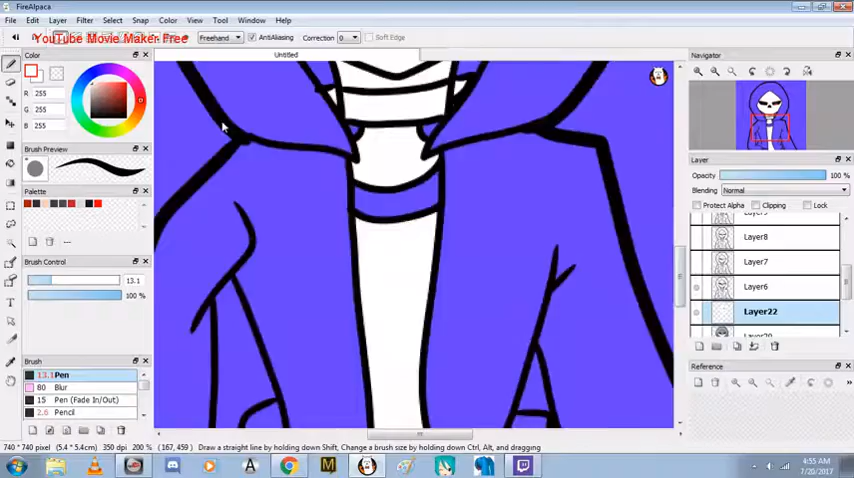 FireAlpaca
File Edit Layer Filter Select Snap Color View Tool Window Help
YouTube Movie Maker Free
Freehand AntiAliasing Correction 0 Soft Edge
Untitled
Color
R 255
G 255
B 255
Brush Preview
Palette
---
Brush Control
13.1
100 %
Brush
13.1 Pen
80 Blur
15 Pen (Fade In/Out)
2.6 Pencil
Navigator
Layer
Opacity 100 %
Blending Normal
Protect Alpha Clipping Lock
Layer8
Layer7
Layer6
Layer22
Reference
740 * 740 pixel (5.4 * 5.4cm) 350 dpi 200 % (167, 459) Draw a straight line by holding down Shift, Change a brush size by holding down Ctrl, Alt, and dragging
4:55 AM
7/20/2017